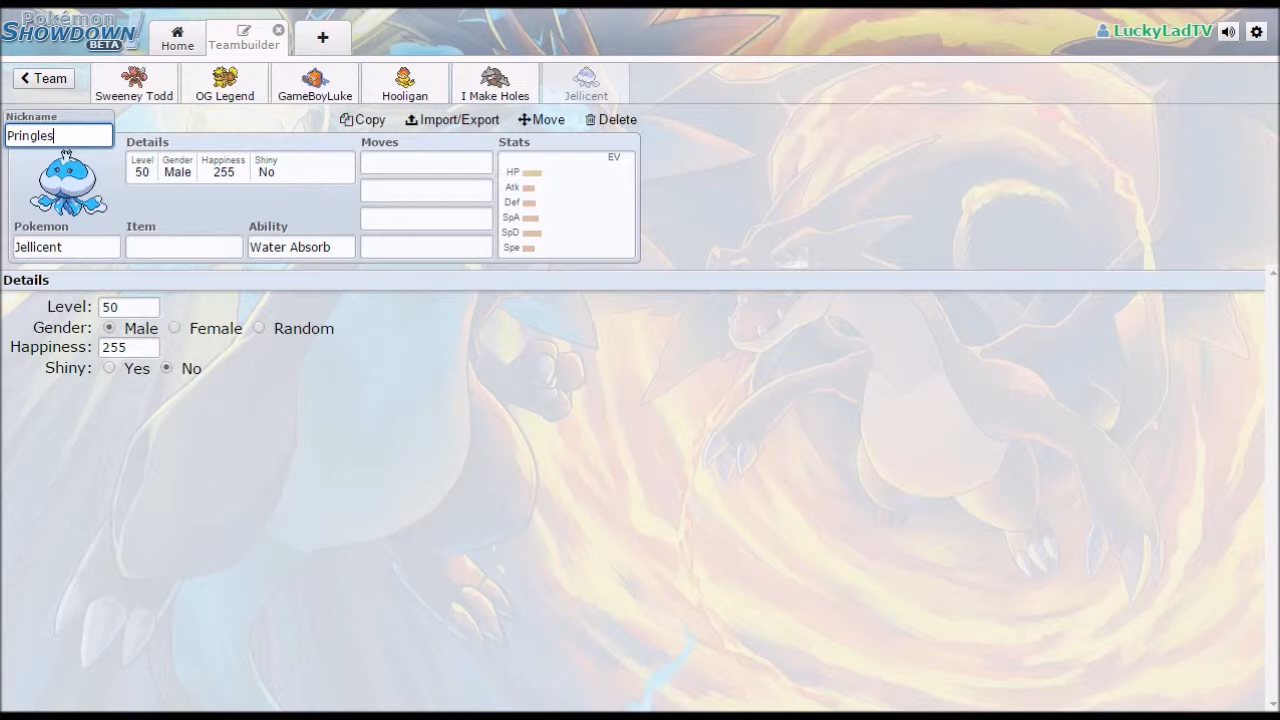 Pokémon
SHOWDOWN
BETA
Home
Teambuilder
+
LuckyLadTV
Team
Sweeney Todd
OG Legend
GameBoyLuke
Hooligan
I Make Holes
Jellicent
Nickname
Pringles
Copy
Import/Export
Move
Delete
Details
Moves
Stats
Level
Gender
Happiness
Shiny
50
Male
255
No
EV
HP
Atk
Def
SpA
SpD
Spe
Pokemon
Item
Ability
Jellicent
Water Absorb
Details
Level: 50
Gender: Male Female Random
Happiness: 255
Shiny: Yes No